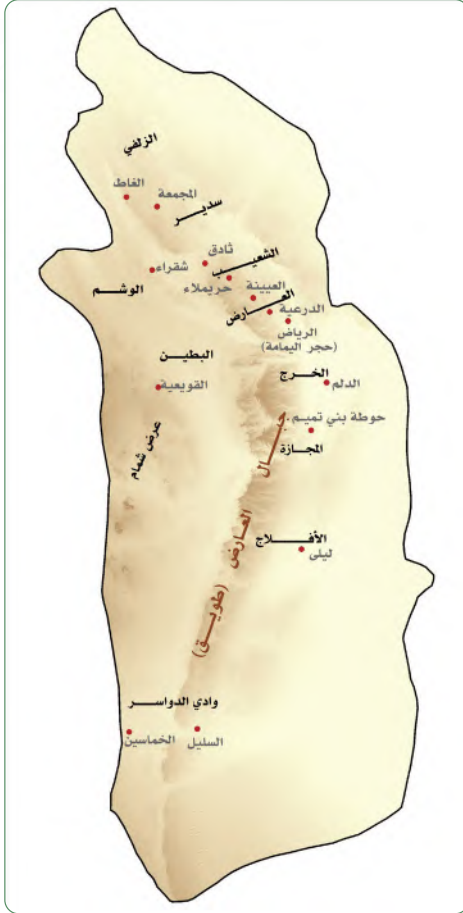 الزلفي
الغاط
المجمعة
سدير
ثادق
الشعيب
شقراء
حريملاء
الوشم
العيينة
العارض
الدرعية
الرياض
(حجر اليمامة)
البطين
الخرج
القويعية
الدلم
حوطة بني تميم
المجازة
عرض شمام
جبال العارض (طويق)
الأفلاج
ليلى
وادي الدواسر
الخماسين
السليل